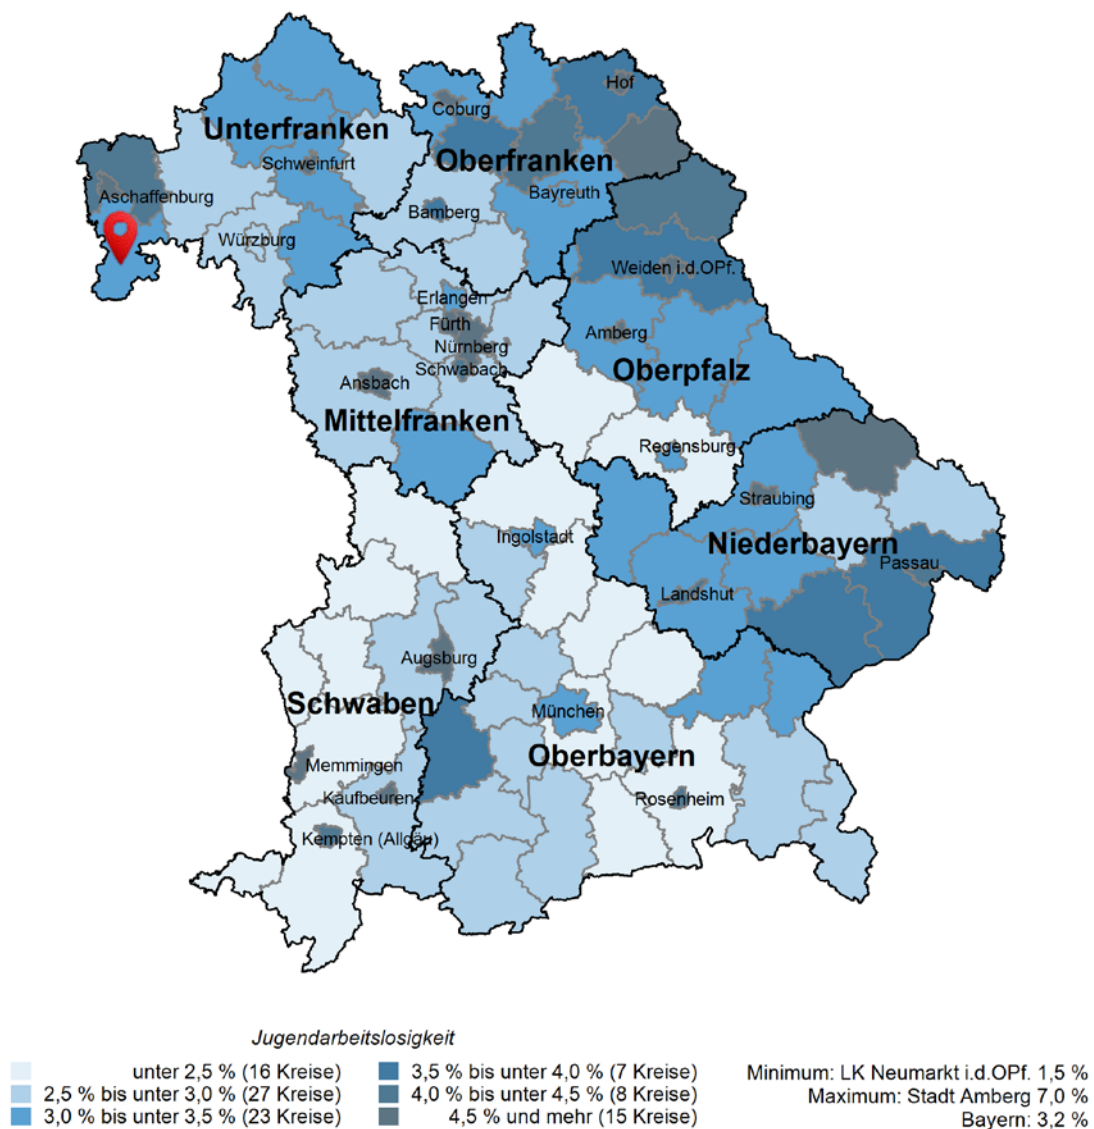 Hof
Coburg
Unterfranken
Schweinfurt
Oberfranken
Aschaffenburg
Bayreuth
Bamberg
Würzburg
Weiden i.d.OPf.
Erlangen
Fürth
Nürnberg
Amberg
Schwabach
Oberpfalz
Ansbach
Mittelfranken
Regensburg
Straubing
Ingolstadt
Niederbayern
Passau
Landshut
Augsburg
Schwaben
München
Oberbayern
Memmingen
Kaufbeuren
Rosenheim
Kempten (Allgäu)
Jugendarbeitslosigkeit
unter 2,5 % (16 Kreise)
2,5 % bis unter 3,0 % (27 Kreise)
3,0 % bis unter 3,5 % (23 Kreise)
3,5 % bis unter 4,0 % (7 Kreise)
4,0 % bis unter 4,5 % (8 Kreise)
4,5 % und mehr (15 Kreise)
Minimum: LK Neumarkt i.d.OPf. 1,5 %
Maximum: Stadt Amberg 7,0 %
Bayern: 3,2 %